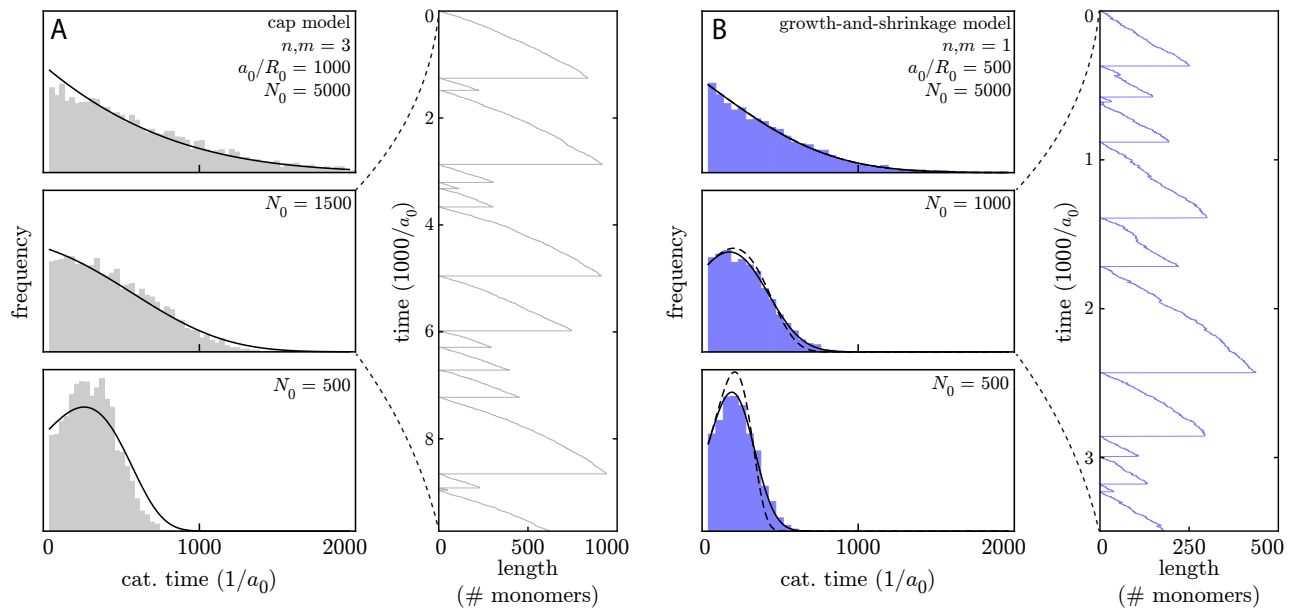 A
cap model
n,m = 3
a₀/R₀ = 1000
N₀ = 5000
N₀ = 1500
N₀ = 500
frequency
0
1000
2000
cat. time (1/a₀)
0
2
4
6
8
time (1000/a₀)
0
500
1000
length
(# monomers)
B
growth-and-shrinkage model
n,m = 1
a₀/R₀ = 500
N₀ = 5000
N₀ = 1000
N₀ = 500
frequency
0
1000
2000
cat. time (1/a₀)
0
1
2
3
time (1000/a₀)
0
250
500
length
(# monomers)